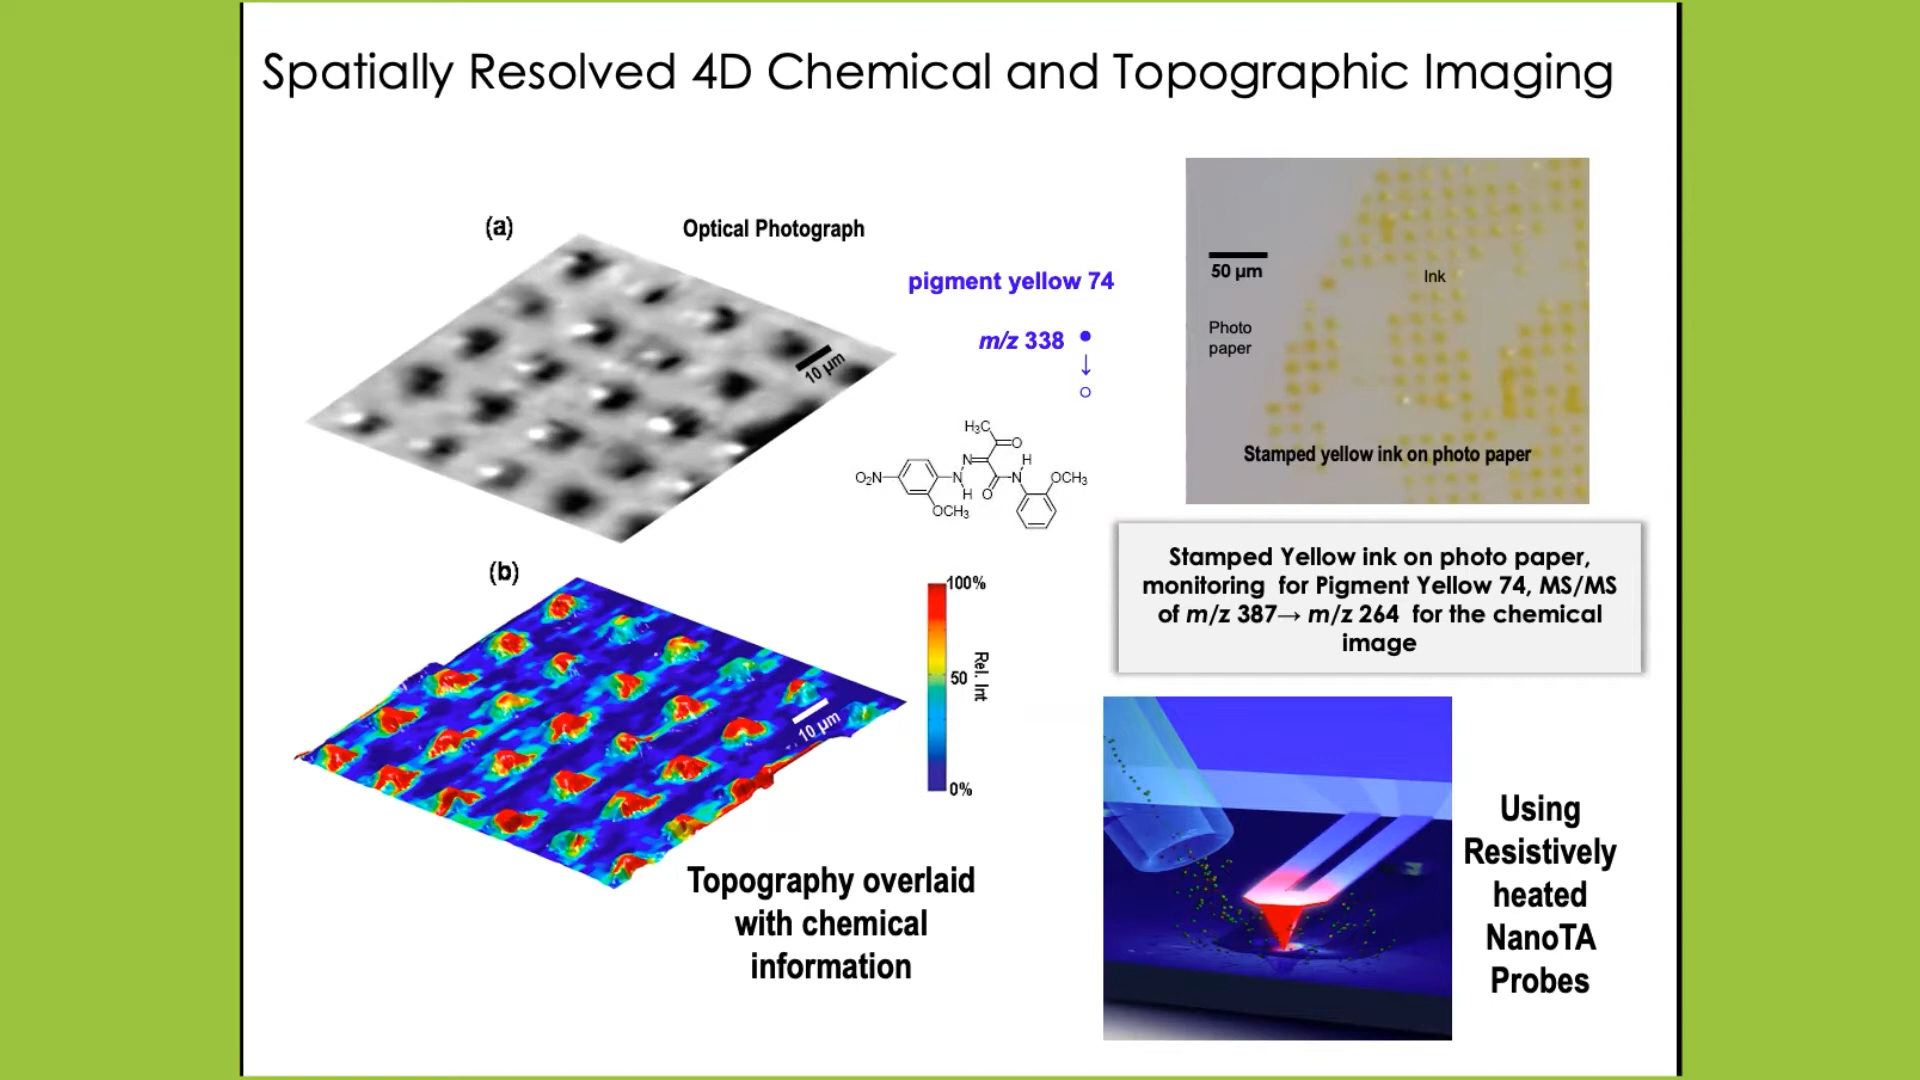 Spatially Resolved 4D Chemical and Topographic Imaging
(a)
Optical Photograph
10 µm
pigment yellow 74
m/z 338
H₃C
O
N
H
O₂N
N
H
O
N
OCH₃
OCH₃
50 µm
Ink
Photo
paper
Stamped yellow ink on photo paper
Stamped Yellow ink on photo paper,
monitoring for Pigment Yellow 74, MS/MS
of m/z 387→ m/z 264 for the chemical
image
(b)
10 µm
100%
50
0%
Rel. Int
Topography overlaid
with chemical
information
Using
Resistively
heated
NanoTA
Probes